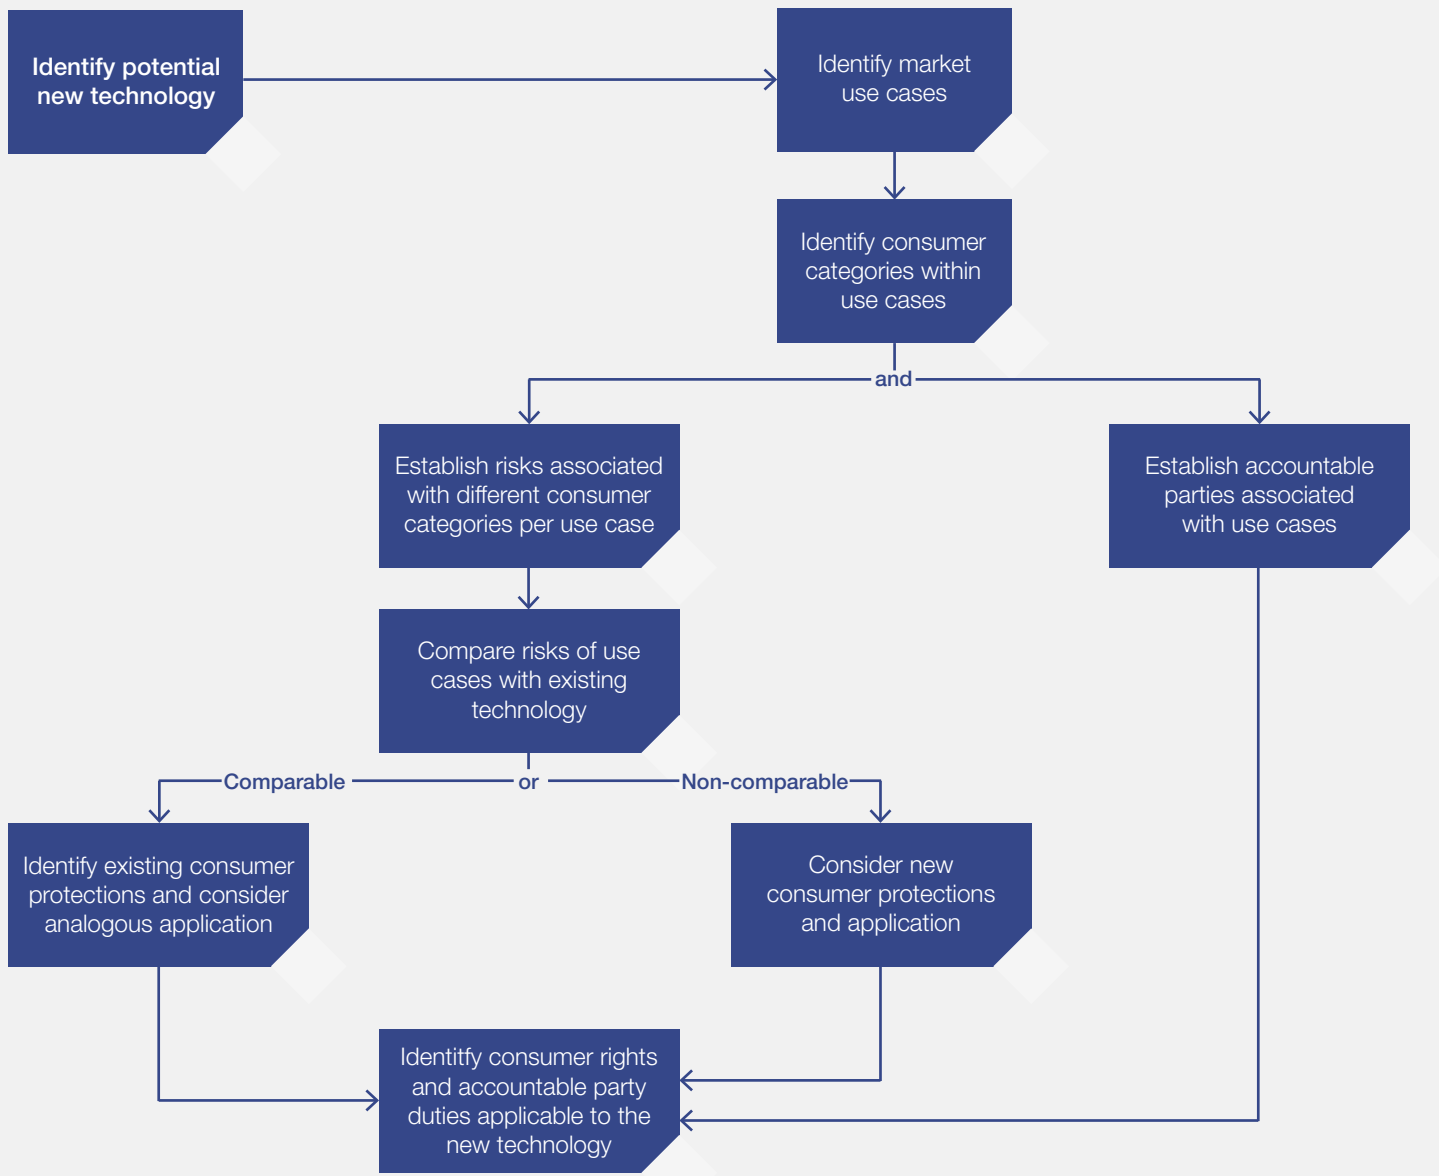 Identify potential
new technology
Identify market
use cases
Identify consumer
categories within
use cases
and
Establish risks associated
with different consumer
categories per use case
Establish accountable
parties associated
with use cases
Compare risks of use
cases with existing
technology
Comparable
or
Non-comparable
Identify existing consumer
protections and consider
analogous application
Consider new
consumer protections
and application
Identitfy consumer rights
and accountable party
duties applicable to the
new technology